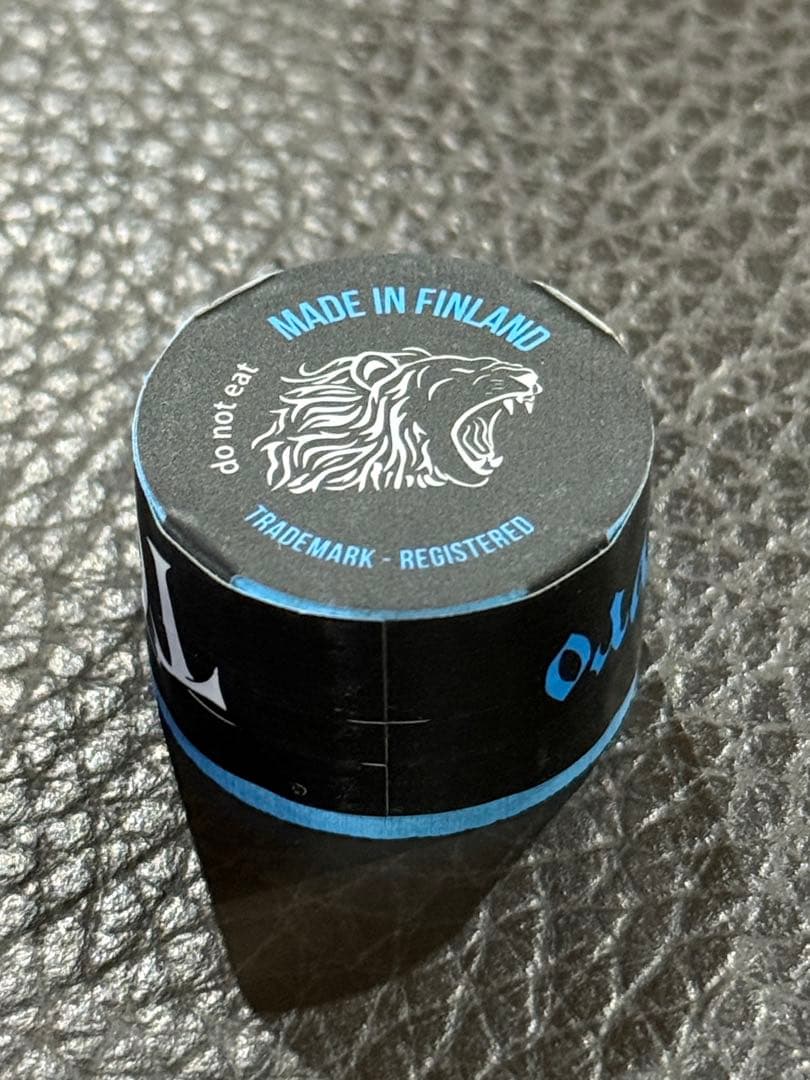 MADE IN FINLAND
do not eat
TRADEMARK - REGISTERED